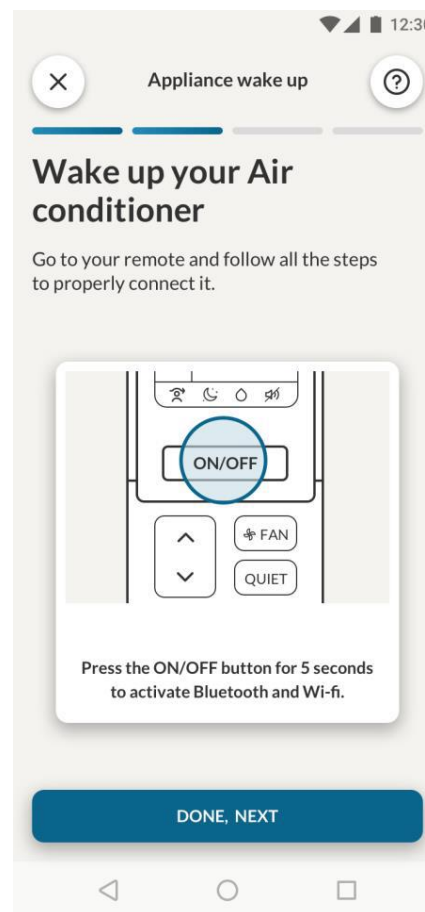 12:30
Appliance wake up
Wake up your Air
conditioner
Go to your remote and follow all the steps
to properly connect it.
ON/OFF
FAN
QUIET
Press the ON/OFF button for 5 seconds
to activate Bluetooth and Wi-fi.
DONE, NEXT